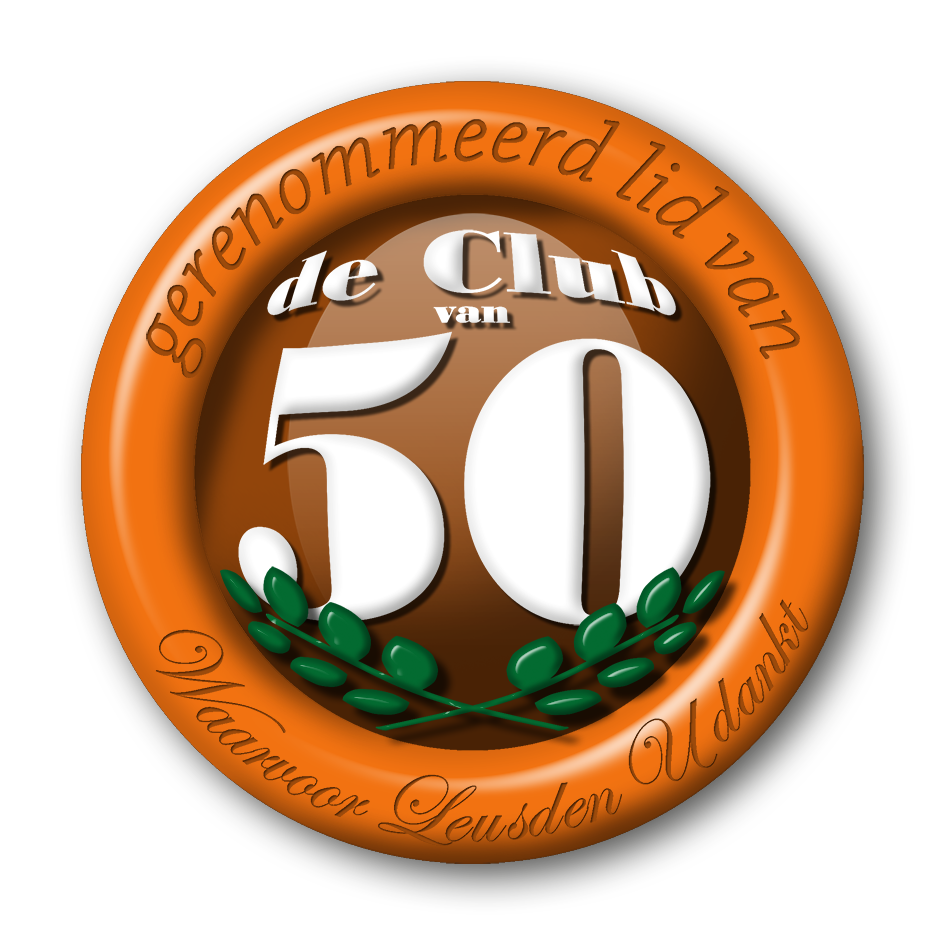 gerenommeerd lid van
de Club
van
50
Waarvoor Leusden U dankt